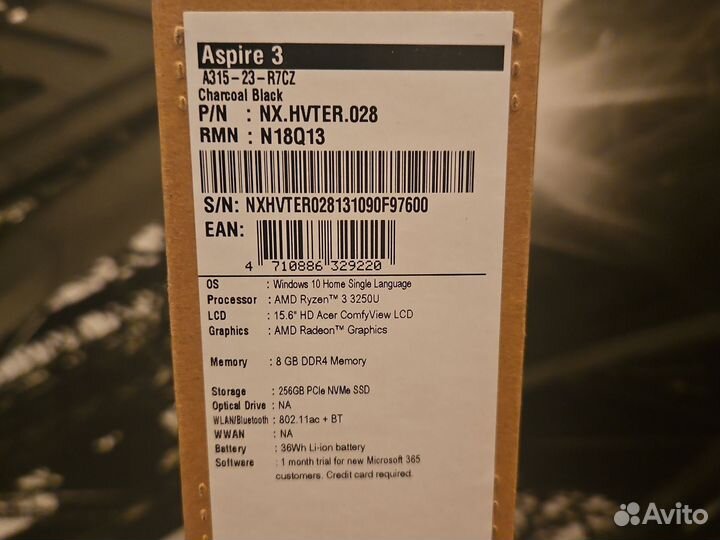 Aspire 3
A315-23-R7CZ
Charcoal Black
P/N : NX.HVTER.028
RMN : N18Q13
S/N: NXHVTER028131090F97600
EAN:
4 710886 329220
OS : Windows 10 Home Single Language
Processor : AMD Ryzen™ 3 3250U
LCD : 15.6" HD Acer ComfyView LCD
Graphics : AMD Radeon™ Graphics
Memory : 8 GB DDR4 Memory
Storage : 256GB PCIe NVMe SSD
Optical Drive : NA
WLAN/Bluetooth : 802.11ac + BT
WWAN : NA
Battery : 36Wh Li-ion battery
Software : 1 month trial for new Microsoft 365
customers. Credit card required.
Avito